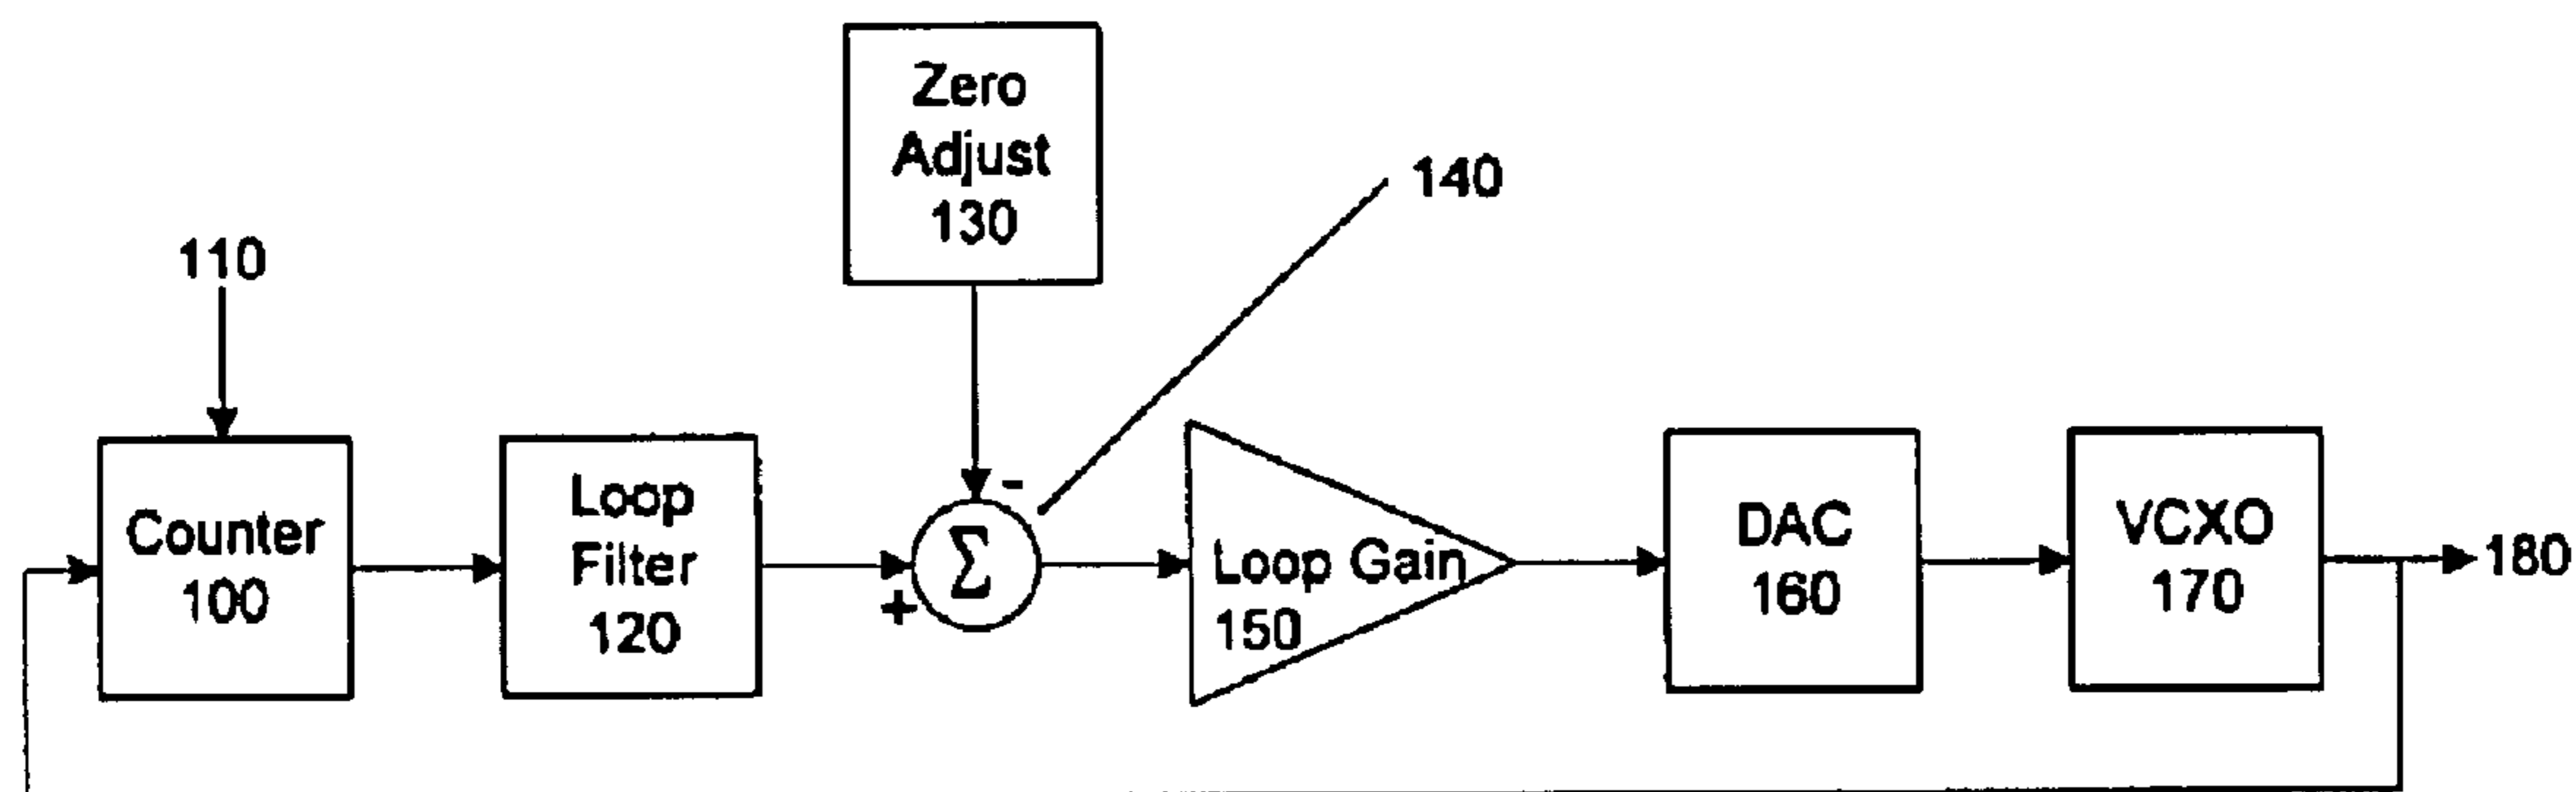 Zero
Adjust
130
140
110
Counter
100
Loop
Filter
120
-
+
Σ
Loop Gain
150
DAC
160
VCXO
170
180